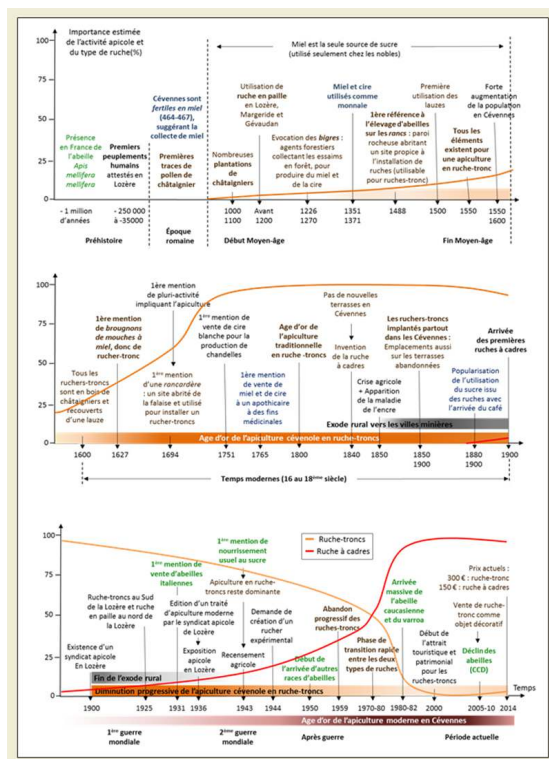 Importance estimée
de l'activité apicole et
du type de ruche(%)
100
75
50
25
0
Présence
en France de
l'abeille
Apis
mellifera
mellifera
Premiers
peuplements
humains
attestés en
Lozère
Cévennes sont
fertiles en miel
(464-467),
suggérant la
collecte de miel
Premières
traces de
pollen de
châtaignier
Miel est la seule source de sucre
(utilisé seulement chez les nobles)
Nombreuses
plantations
de
châtaigniers
Utilisation de
ruche en paille
en Lozère,
Margeride et
Gévaudan
Evocation des bigres :
agents forestiers
collectant les essaims
en forêt, pour
produire du miel et
de la cire
Miel et cire
utilisés comme
monnaie
1ère référence à
l'élevage d'abeilles
sur les rancs : paroi
rocheuse abritant
un site propice à
l'installation de
ruches (utilisable
pour ruches-tronc)
Première
utilisation des
lauzes
Tous les
éléments
existent pour une
apiculture en
ruche-tronc
Forte
augmentation de
la population en
Cévennes
- 1 million
d'années
- 250 000
à -35000
1000
1100
Avant
1200
1226
1270
1351
1371
1488
1500
1550
1550
1600
Préhistoire
Époque
romaine
Début Moyen-âge
Fin Moyen-âge
100
75
50
25
0
Tous les
ruchers-troncs
sont en bois de
châtaigniers et
recouverts
d'une lauze
1ère mention
de brougnons
de mouches à
miel, donc de
rucher-tronc
1ère mention
de pluri-activité
impliquant l'apiculture
1ère mention
d'une rancardère
: un site abrité de
la falaise et utilisé
pour installer un
rucher-tronc
1ère mention de
vente de cire
blanche pour la
production de
chandelles
1ère mention
de vente de
miel et de cire
à un apothicaire
à des fins
médicinales
Age d'or de
l'apiculture
traditionnelle
en ruche -troncs
Pas de nouvelles
terrasses en
Cévennes
Invention
de la ruche
à cadres
Crise agricole
+ Apparition
de la maladie
de l'encre
Les ruchers-troncs
implantés partout
dans les Cévennes :
Emplacements aussi
sur les terrasses
abandonnées
Popularisation
de l'utilisation
du sucre issu
des ruches avec
l'arrivée du café
Arrivée
des premières
ruches à cadres
Exode rural vers les villes minières
Age d'or de l'apiculture cévenole en ruche-troncs
1600
1627
1694
1751
1765
1800
1840
1850
1850
1900
1880
1900
1900
Temps modernes (16 au 18ème siècle)
Ruche-troncs
Ruche à cadres
100
75
50
25
0
Existence d'un
syndicat apicole
En Lozère
Ruche-troncs au Sud
de la Lozère et ruche
en paille au nord de
la Lozère
1ère mention de
vente d'abeilles
italiennes
Edition d'un traité
d'apiculture moderne
par le syndicat apicole
de Lozère
Exposition
apicole
en Lozère
1ère mention de
nourrissement
usuel au sucre
Apiculture en ruche-
troncs reste dominante
Recensement
agricole
Demande de
création d'un
rucher
expérimental
Début de
l'arrivée d'autres
races d'abeilles
Abandon
progressif des
ruches-troncs
Phase de
transition rapide
entre les deux
types de ruches
Arrivée
massive de
l'abeille
caucasienne
et du varroa
Début de
l'attrait
touristique et
patrimonial pour
les ruches-troncs
Prix actuels :
300 € : ruche-tronc
150 € : ruche à cadres
Vente de ruche-
tronc comme
objet décoratif
Déclin des
abeilles
(CCD)
Fin de l'exode rural
Diminution progressive de l'apiculture cévenole en ruche-troncs
Temps
1900
1925
1931
1936
1943
1944
1950
1959
1970-80
1980-82
2000
2005-10
2014
Age d'or de l'apiculture moderne en Cévennes
1ère guerre
mondiale
2ème guerre
mondiale
Après guerre
Période actuelle